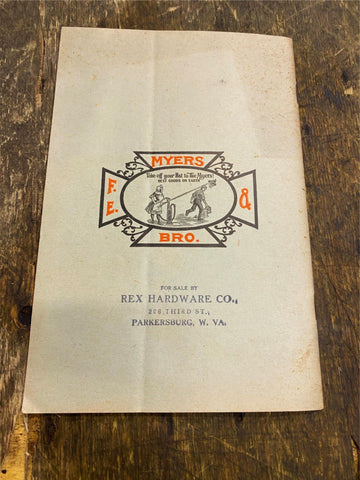 MYERS
Take off your Hat to The Myers!
BEST GOODS ON EARTH
F. E. &
BRO.
FOR SALE BY
REX HARDWARE CO.,
THIRD ST.,
PARKERSBURG, W. VA.